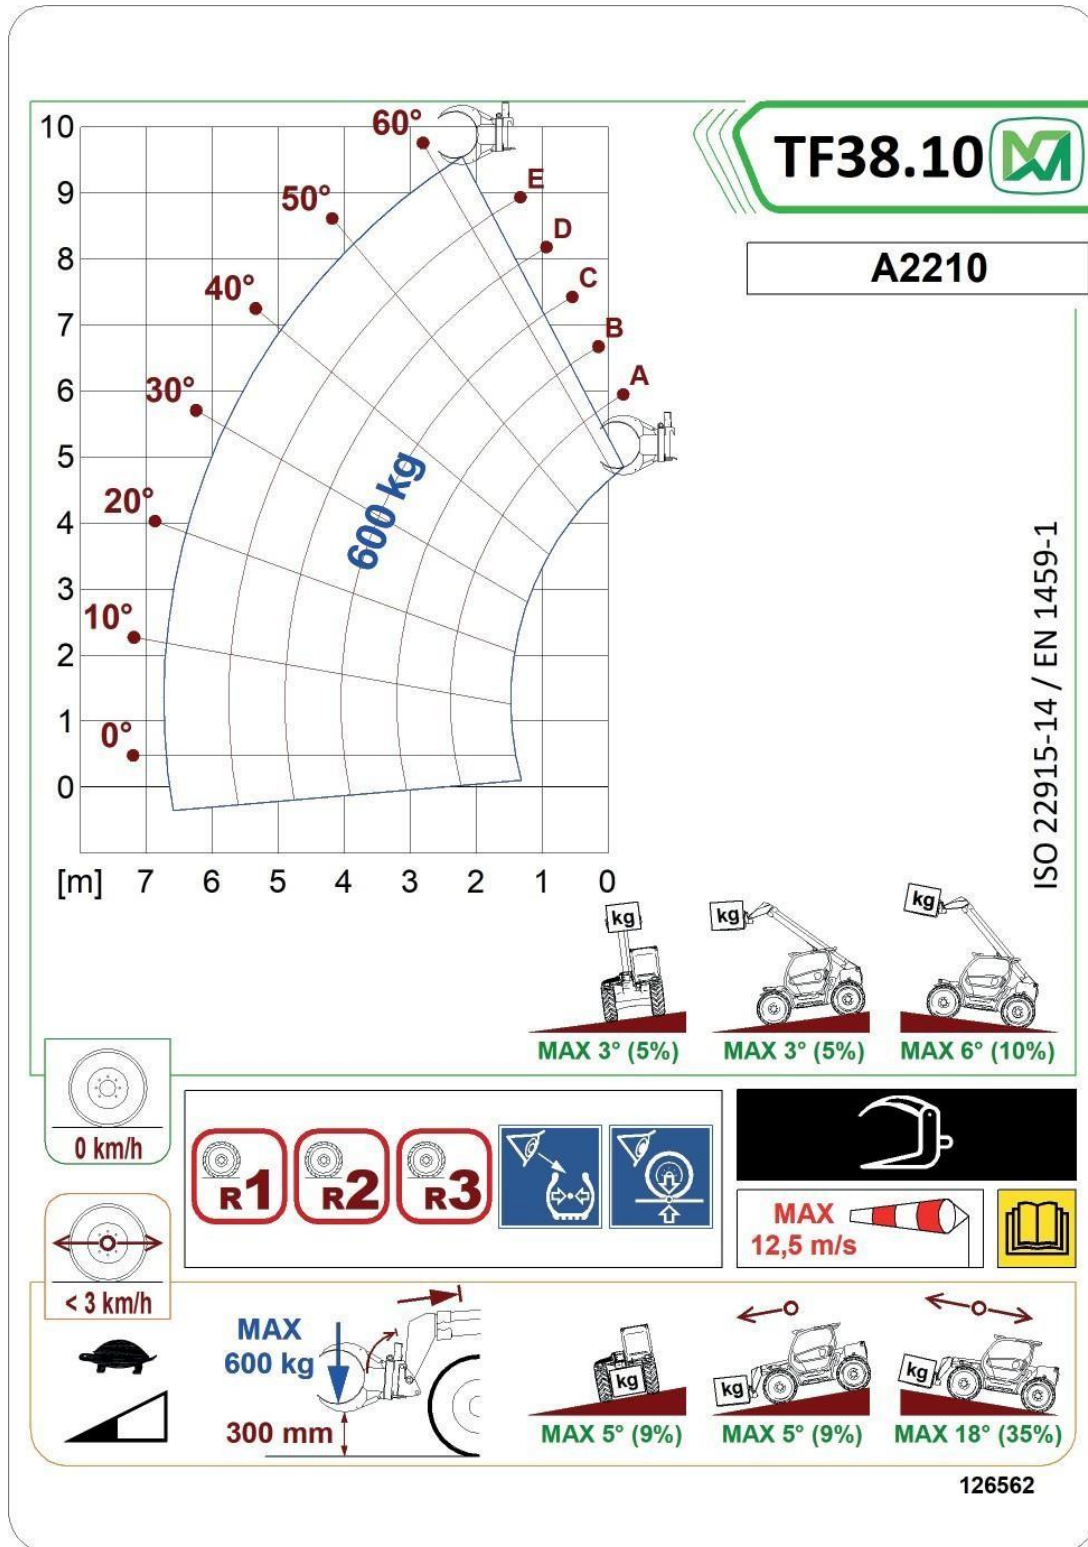 TF38.10
A2210
10
9
8
7
6
5
4
3
2
1
0
60°
50°
40°
30°
20°
10°
0°
E
D
C
B
A
600 kg
[m] 7 6 5 4 3 2 1 0
ISO 22915-14 / EN 1459-1
kg
kg
kg
MAX 3° (5%)
MAX 3° (5%)
MAX 6° (10%)
0 km/h
R1
R2
R3
MAX
12,5 m/s
< 3 km/h
MAX
600 kg
300 mm
kg
kg
kg
MAX 5° (9%)
MAX 5° (9%)
MAX 18° (35%)
126562